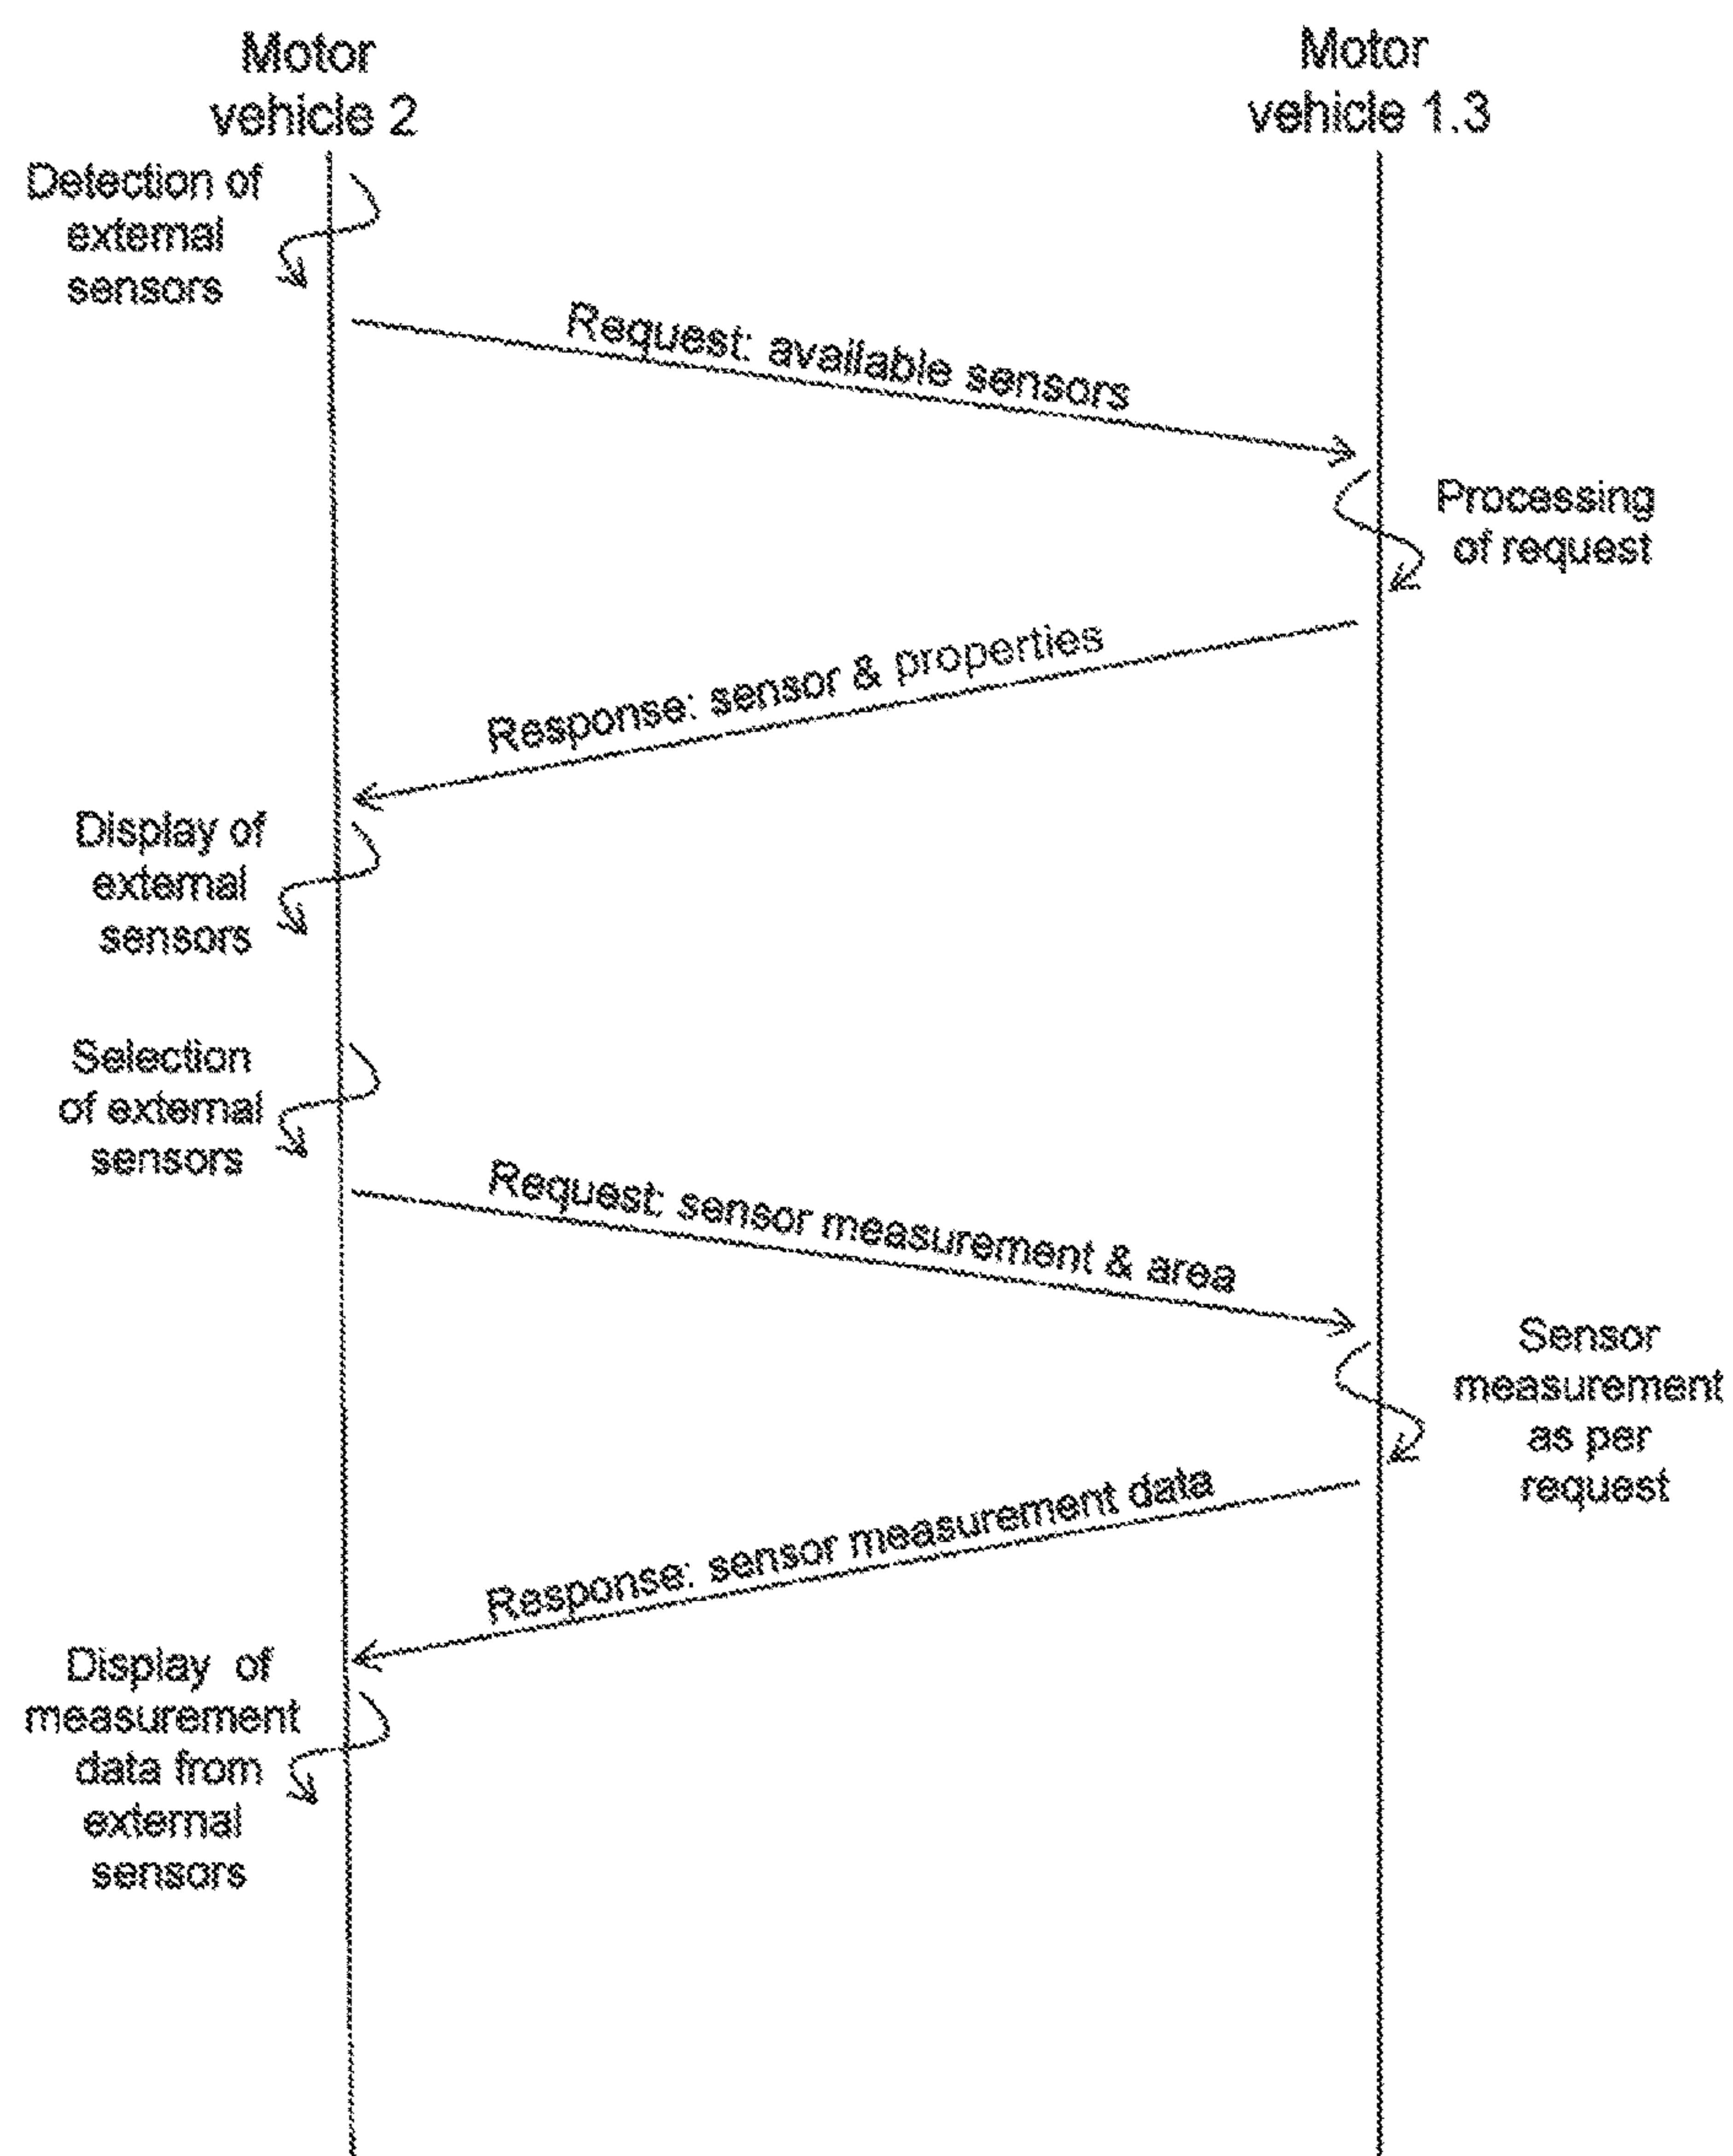 Motor
vehicle 2
Motor
vehicle 1.3
Detection of
external
sensors
Request: available sensors
Processing
of request
Response: sensor & properties
Display of
external
sensors
Selection
of external
sensors
Request: sensor measurement & area
Sensor
measurement
as per
request
Response: sensor measurement data
Display of
measurement
data from
external
sensors